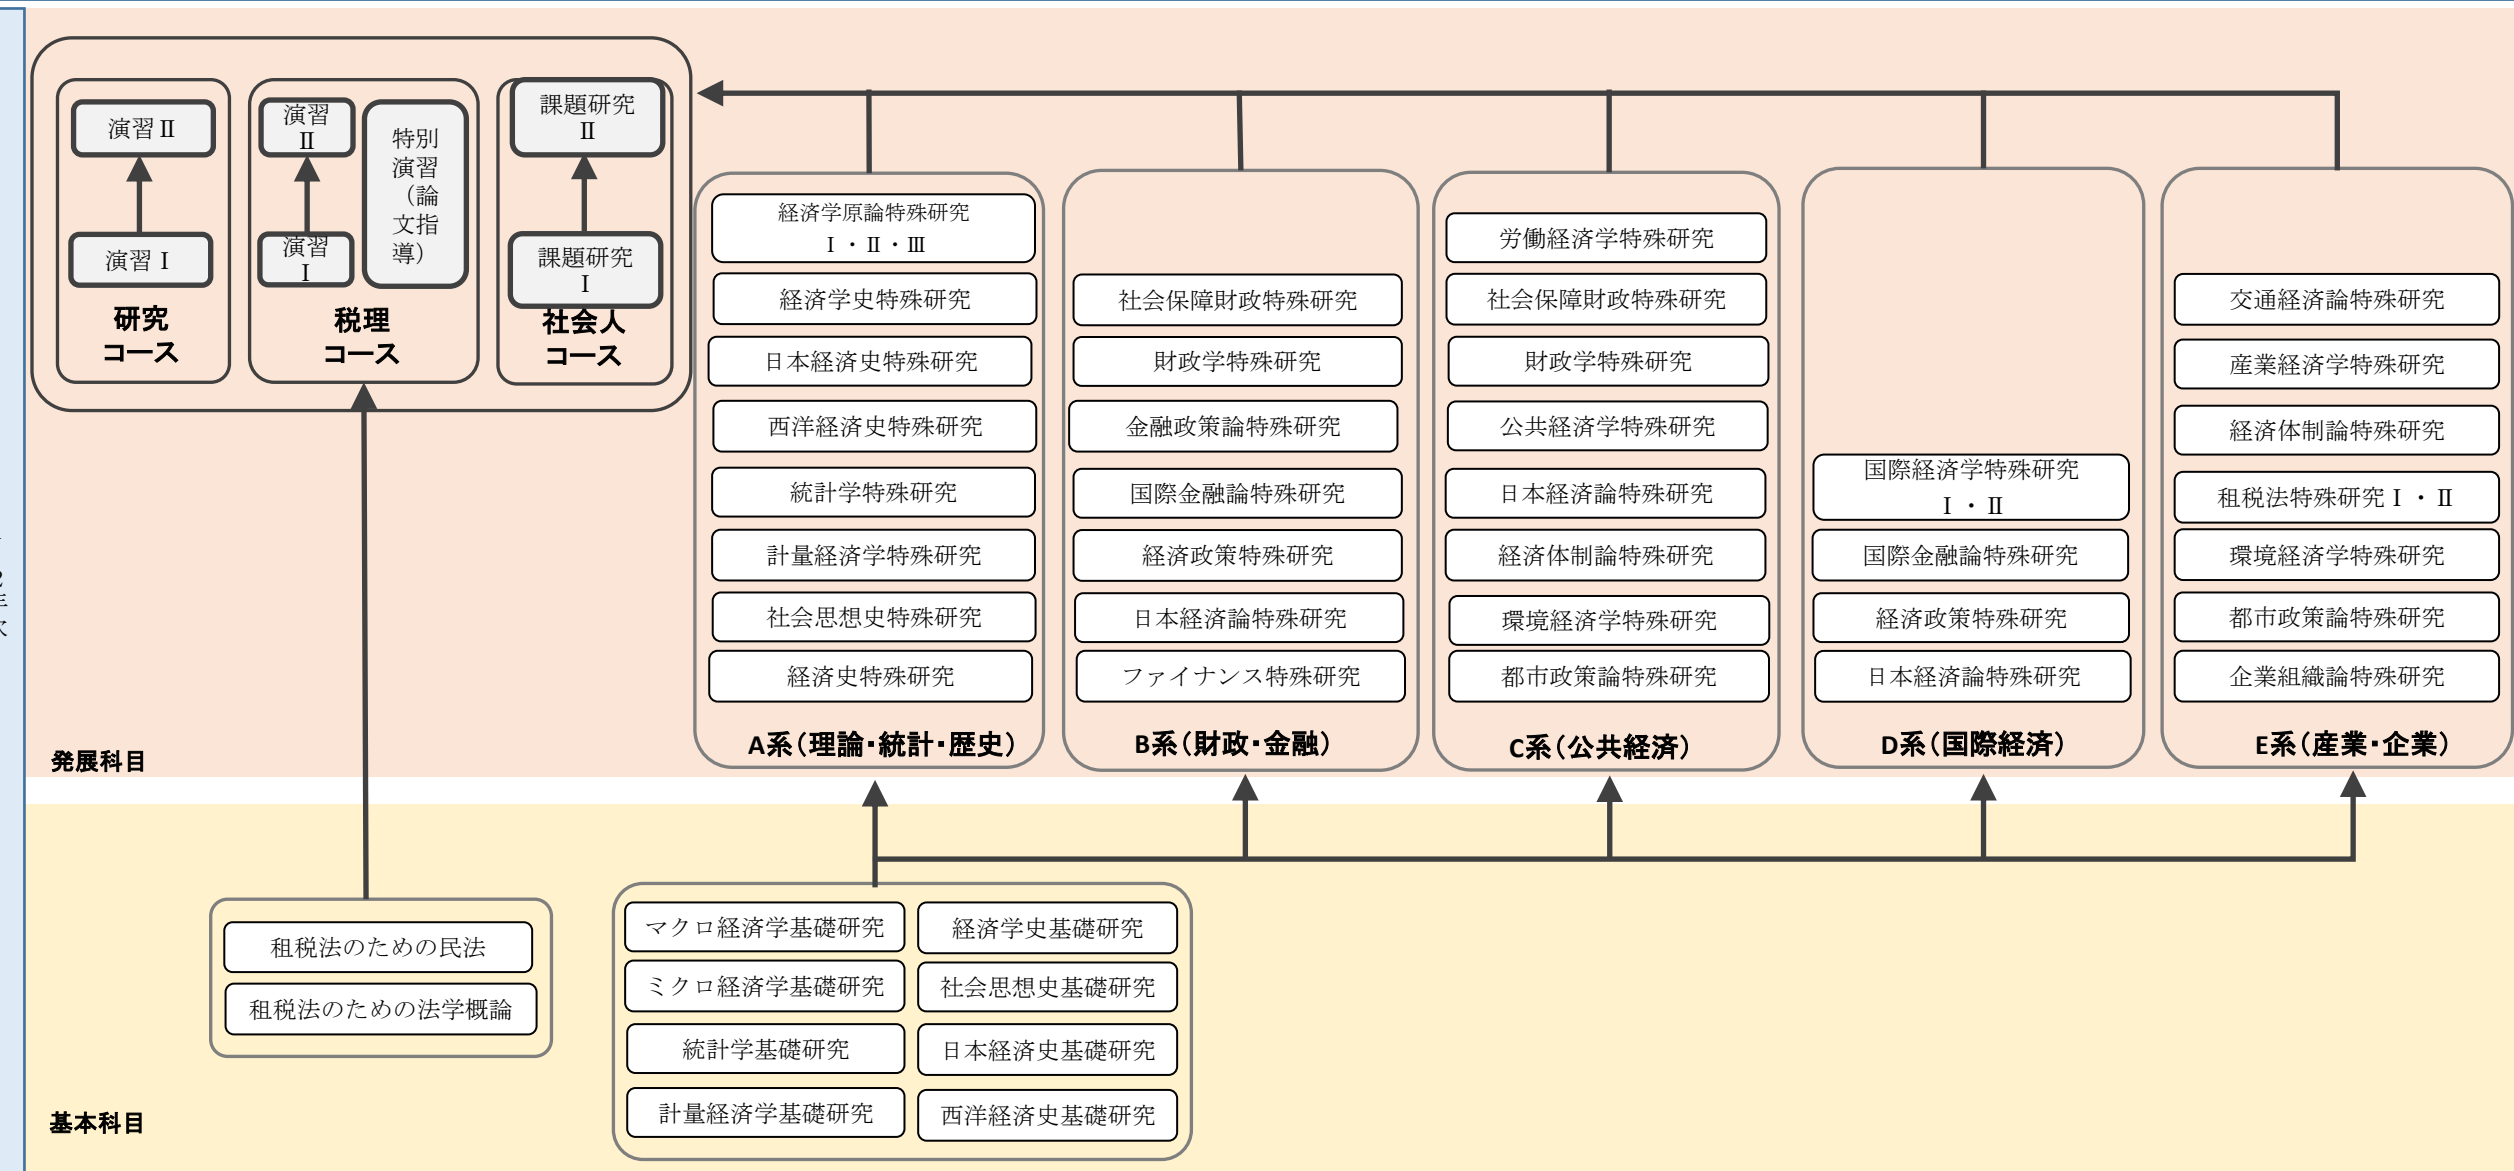 演習Ⅱ
演習Ⅰ
研究
コース
演習
Ⅱ
演習
Ⅰ
特別
演習
（論
文指
導）
税理
コース
課題研究
Ⅱ
課題研究
Ⅰ
社会人
コース
経済学原論特殊研究
Ⅰ・Ⅱ・Ⅲ
経済学史特殊研究
日本経済史特殊研究
西洋経済史特殊研究
統計学特殊研究
計量経済学特殊研究
社会思想史特殊研究
経済史特殊研究
A系（理論・統計・歴史）
社会保障財政特殊研究
財政学特殊研究
金融政策論特殊研究
国際金融論特殊研究
経済政策特殊研究
日本経済論特殊研究
ファイナンス特殊研究
B系（財政・金融）
労働経済学特殊研究
社会保障財政特殊研究
財政学特殊研究
公共経済学特殊研究
日本経済論特殊研究
経済体制論特殊研究
環境経済学特殊研究
都市政策論特殊研究
C系（公共経済）
国際経済学特殊研究
Ⅰ・Ⅱ
国際金融論特殊研究
経済政策特殊研究
日本経済論特殊研究
D系（国際経済）
交通経済論特殊研究
産業経済学特殊研究
経済体制論特殊研究
租税法特殊研究Ⅰ・Ⅱ
環境経済学特殊研究
都市政策論特殊研究
企業組織論特殊研究
E系（産業・企業）
発展科目
租税法のための民法
租税法のための法学概論
マクロ経済学基礎研究
ミクロ経済学基礎研究
統計学基礎研究
計量経済学基礎研究
経済学史基礎研究
社会思想史基礎研究
日本経済史基礎研究
西洋経済史基礎研究
基本科目